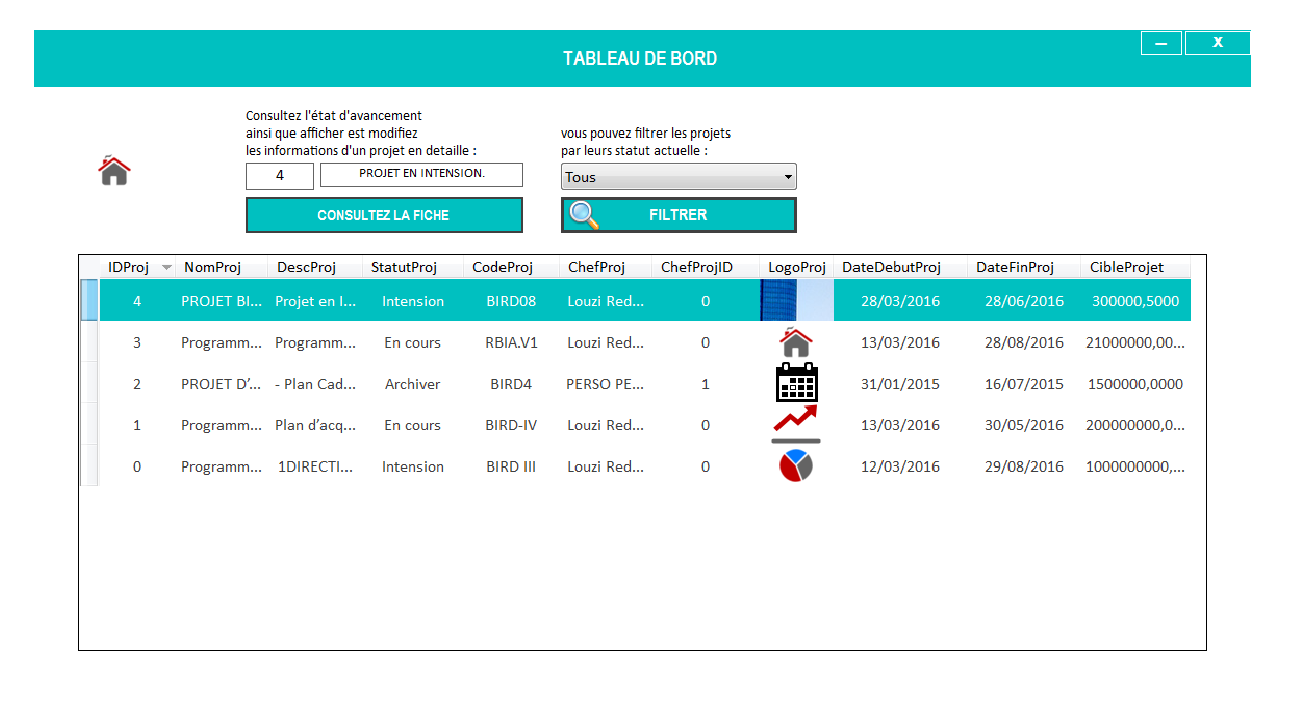 TABLEAU DE BORD
— X
Consultez l'état d'avancement
ainsi que afficher est modifiez
les informations d'un projet en detaille :
4 PROJET EN INTENSION.
CONSULTEZ LA FICHE
vous pouvez filtrer les projets
par leurs statut actuelle :
Tous
FILTRER
IDProj NomProj DescProj StatutProj CodeProj ChefProj ChefProjID LogoProj DateDebutProj DateFinProj CibleProjet
4 PROJET BI... Projet en I... Intension BIRD08 Louzi Red... 0 28/03/2016 28/06/2016 300000,5000
3 Programm... Programm... En cours RBIA.V1 Louzi Red... 0 13/03/2016 28/08/2016 21000000,00...
2 PROJET D’... - Plan Cad... Archiver BIRD4 PERSO PE... 1 31/01/2015 16/07/2015 1500000,0000
1 Programm... Plan d’acq... En cours BIRD-IV Louzi Red... 0 13/03/2016 30/05/2016 200000000,0...
0 Programm... 1DIRECTI... Intension BIRD III Louzi Red... 0 12/03/2016 29/08/2016 1000000000,...